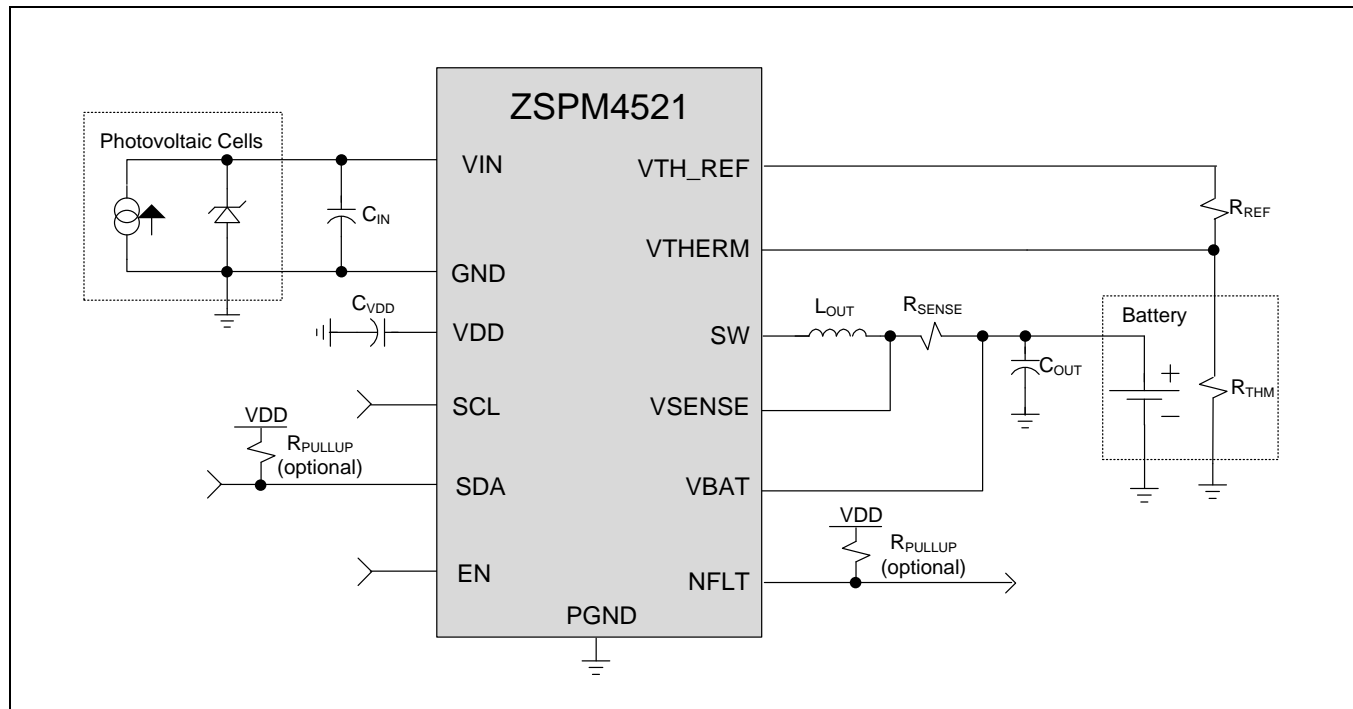 ZSPM4521
Photovoltaic Cells
VIN
CIN
GND
CVDD
VDD
SCL
VDD
RPULLUP
(optional)
SDA
EN
PGND
VTH_REF
RREF
VTHERM
LOUT
RSENSE
SW
COUT
Battery
+
−
RTHM
VSENSE
VBAT
VDD
RPULLUP
(optional)
NFLT